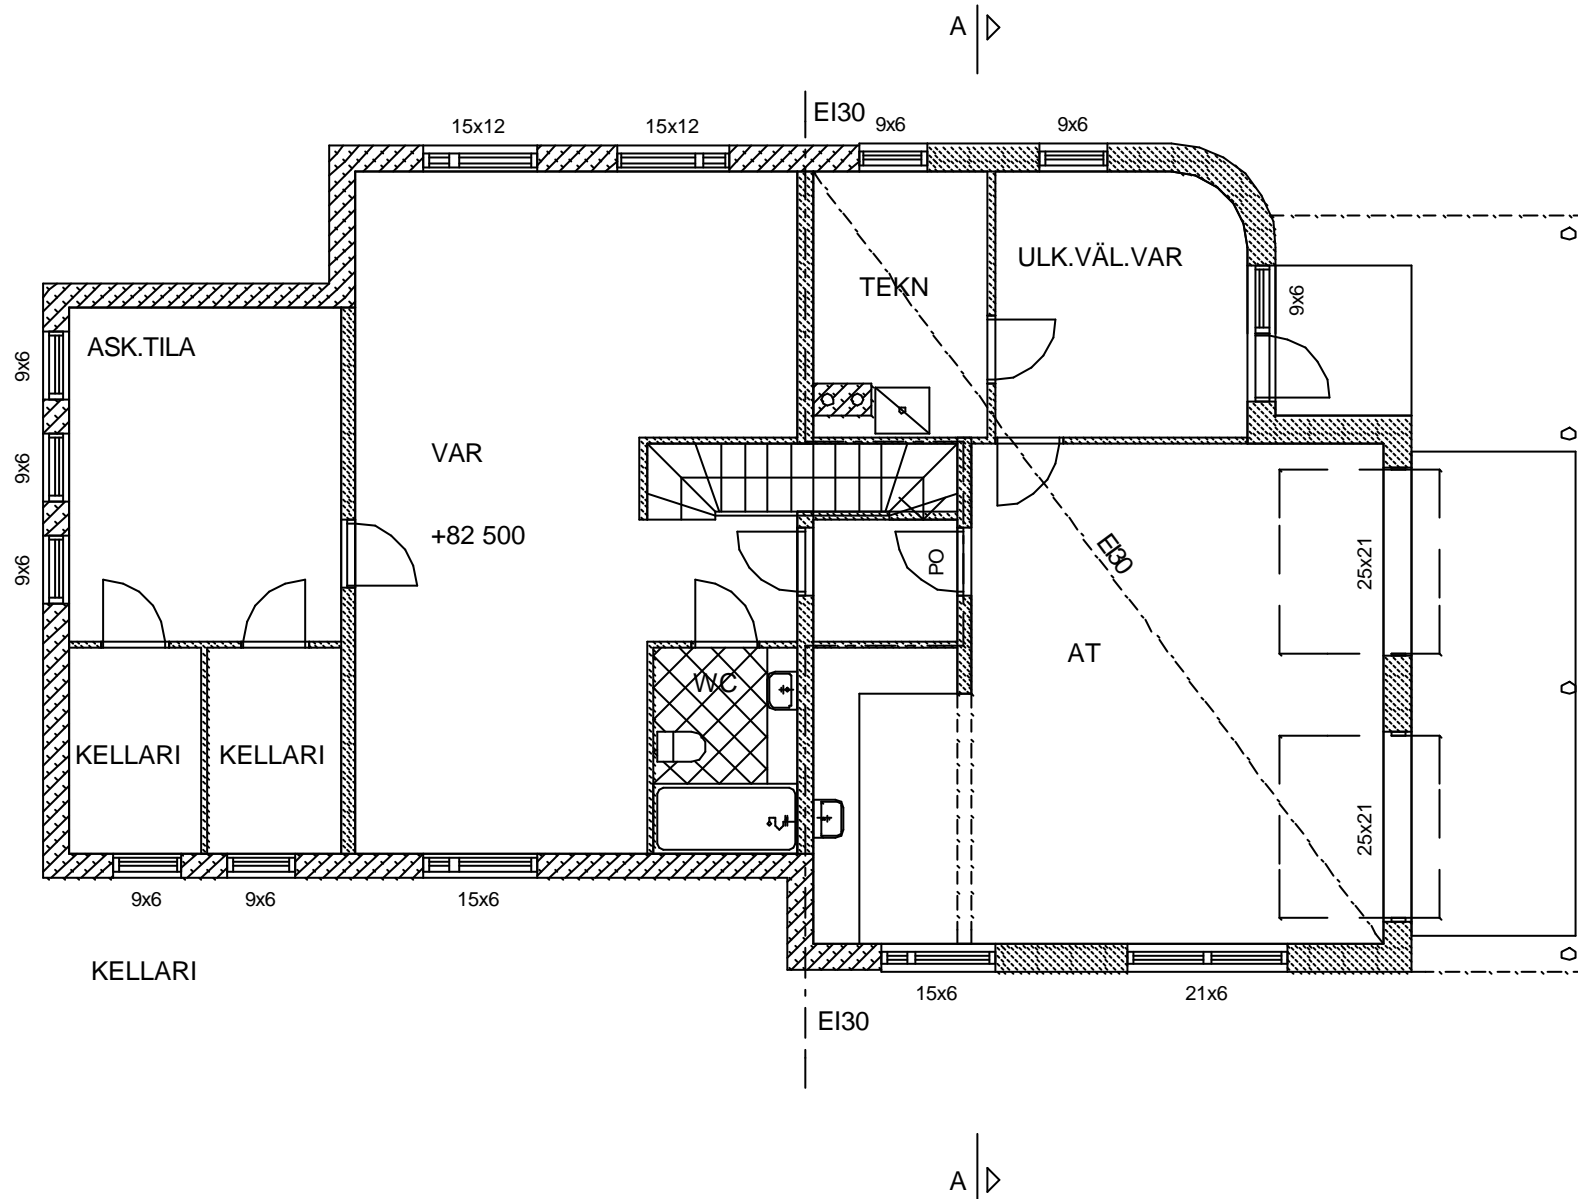 A
EI30
15x12
15x12
9x6
9x6
ULK.VÄL.VAR
TEKN
9x6
ASK.TILA
9x6
VAR
9x6
+82 500
9x6
PO
EI30
25x21
AT
WC
KELLARI
KELLARI
25x21
9x6
9x6
15x6
KELLARI
15x6
21x6
EI30
A